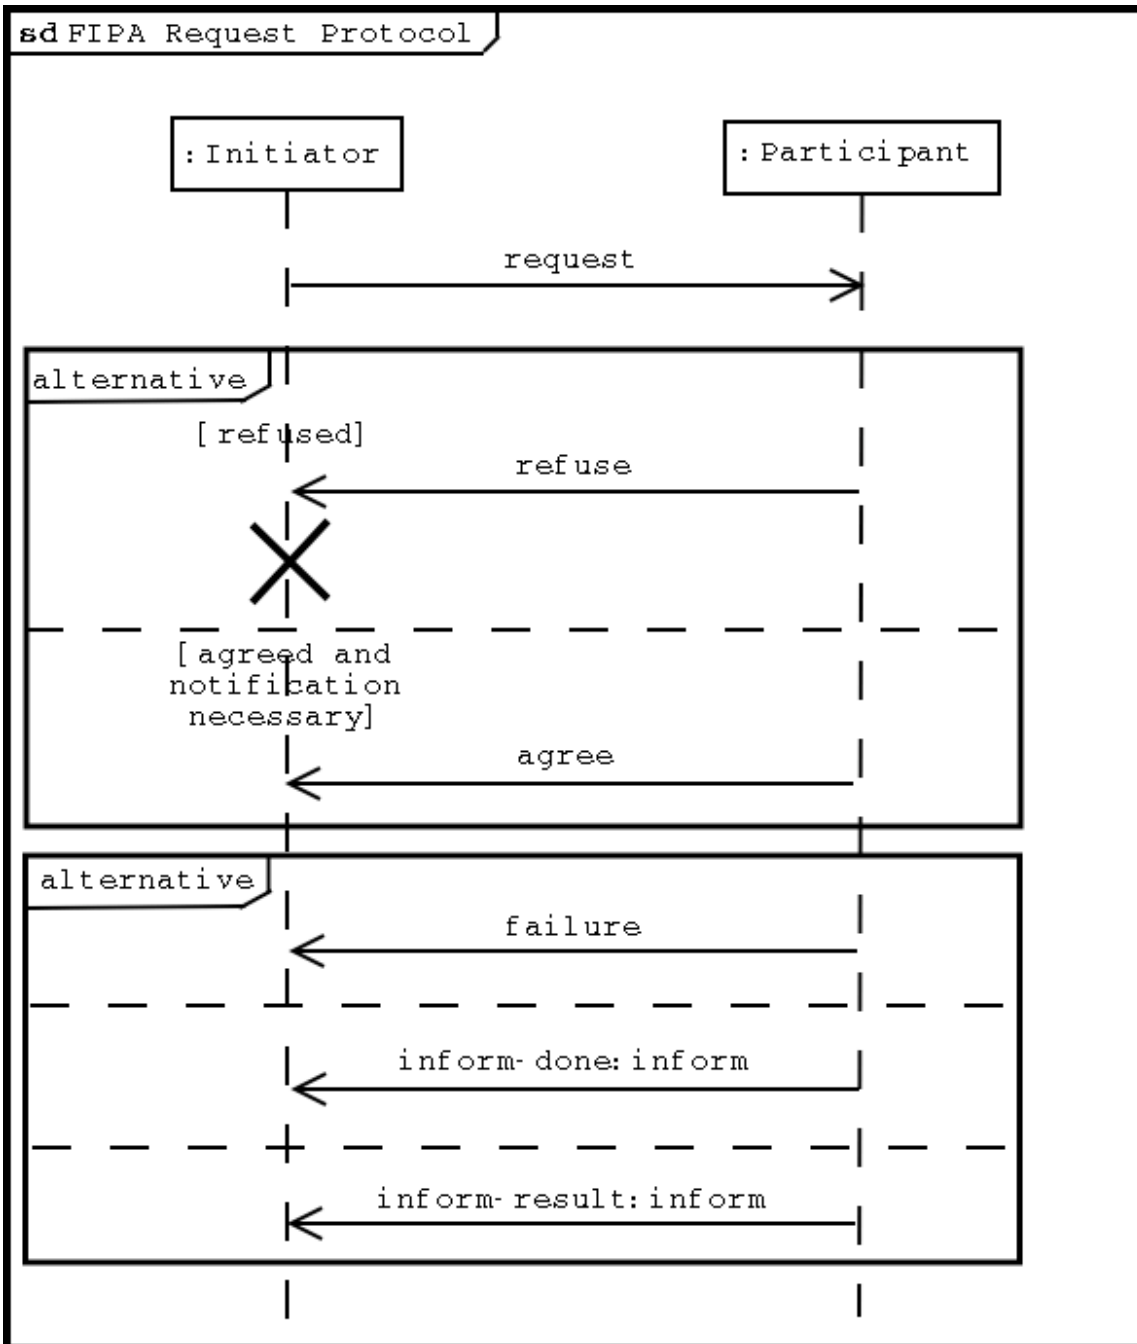 sd FIPA Request Protocol
: Initiator
: Participant
request
alternative
[refused]
refuse
[agreed and
notification
necessary]
agree
alternative
failure
inform-done: inform
inform-result: inform